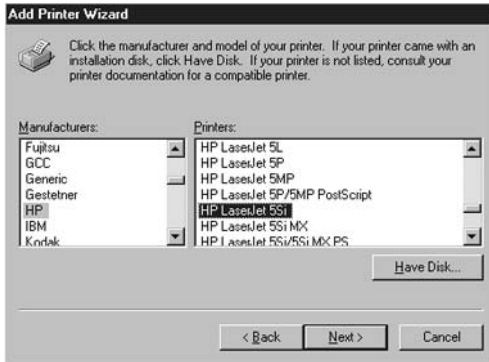 Add Printer Wizard
Click the manufacturer and model of your printer. If your printer came with an
installation disk, click Have Disk. If your printer is not listed, consult your
printer documentation for a compatible printer.
Manufacturers:
Fujitsu
GCC
Generic
Gestetner
HP
IBM
Kodak
Printers:
HP LaserJet 5L
HP LaserJet 5P
HP LaserJet 5MP
HP LaserJet 5P/5MP PostScript
HP LaserJet 5Si
HP LaserJet 5Si MX
HP LaserJet 5Si/5Si MX PS
Have Disk...
< Back
Next >
Cancel